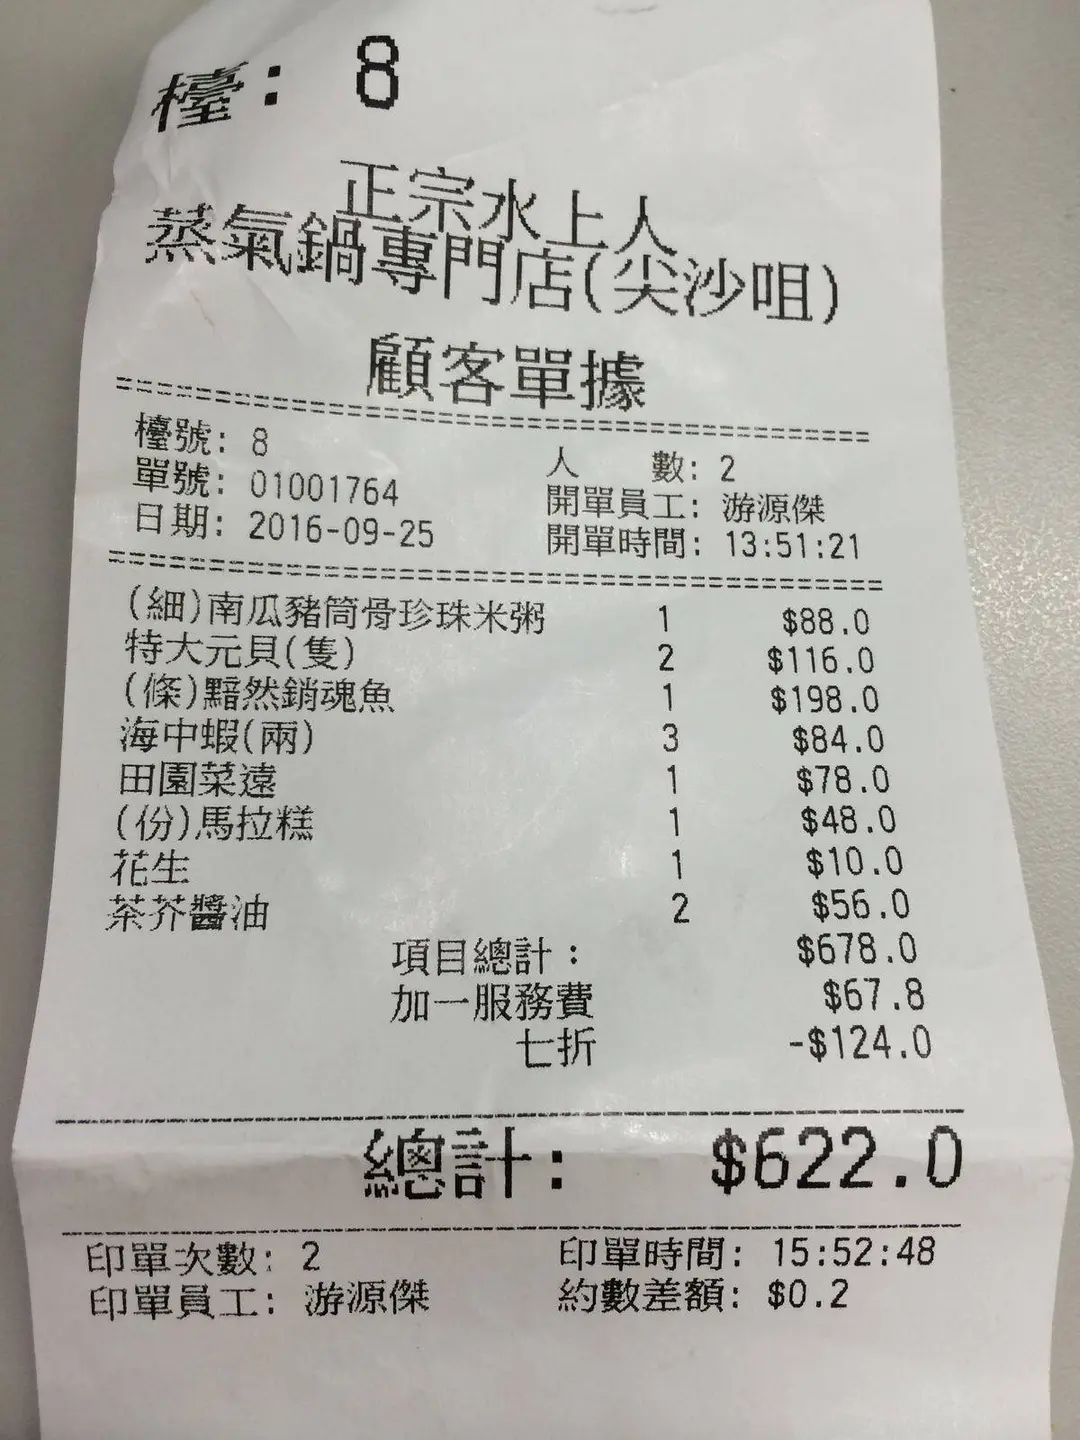 檯: 8
正宗水上人
蒸氣鍋專門店(尖沙咀)
顧客單據
檯號: 8 人 數: 2
單號: 01001764 開單員工: 游源傑
日期: 2016-09-25 開單時間: 13:51:21
(細)南瓜豬筒骨珍珠米粥 1 $88.0
特大元貝(隻) 2 $116.0
(條)黯然銷魂魚 1 $198.0
海中蝦(兩) 3 $84.0
田園菜遠 1 $78.0
(份)馬拉糕 1 $48.0
花生 1 $10.0
茶芥醬油 2 $56.0
項目總計: $678.0
加一服務費 $67.8
七折 -$124.0
總計: $622.0
印單次數: 2 印單時間: 15:52:48
印單員工: 游源傑 約數差額: $0.2